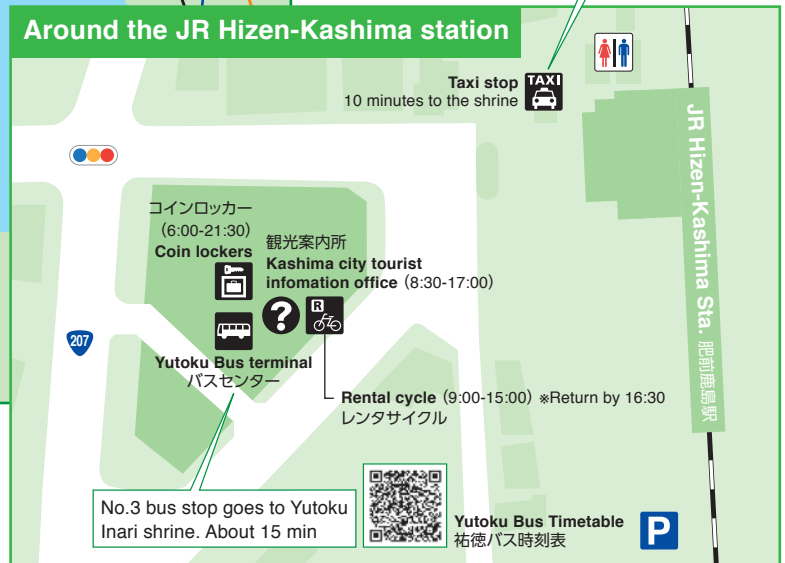 Around the JR Hizen-Kashima station
Taxi stop
10 minutes to the shrine
TAXI
JR Hizen-Kashima Sta. 肥前鹿島駅
コインロッカー
(6:00-21:30)
Coin lockers
観光案内所
Kashima city tourist
infomation office (8:30-17:00)
?
R
207
Yutoku Bus terminal
バスセンター
Rental cycle (9:00-15:00) ※Return by 16:30
レンタサイクル
No.3 bus stop goes to Yutoku
Inari shrine. About 15 min
Yutoku Bus Timetable
祐徳バス時刻表
P